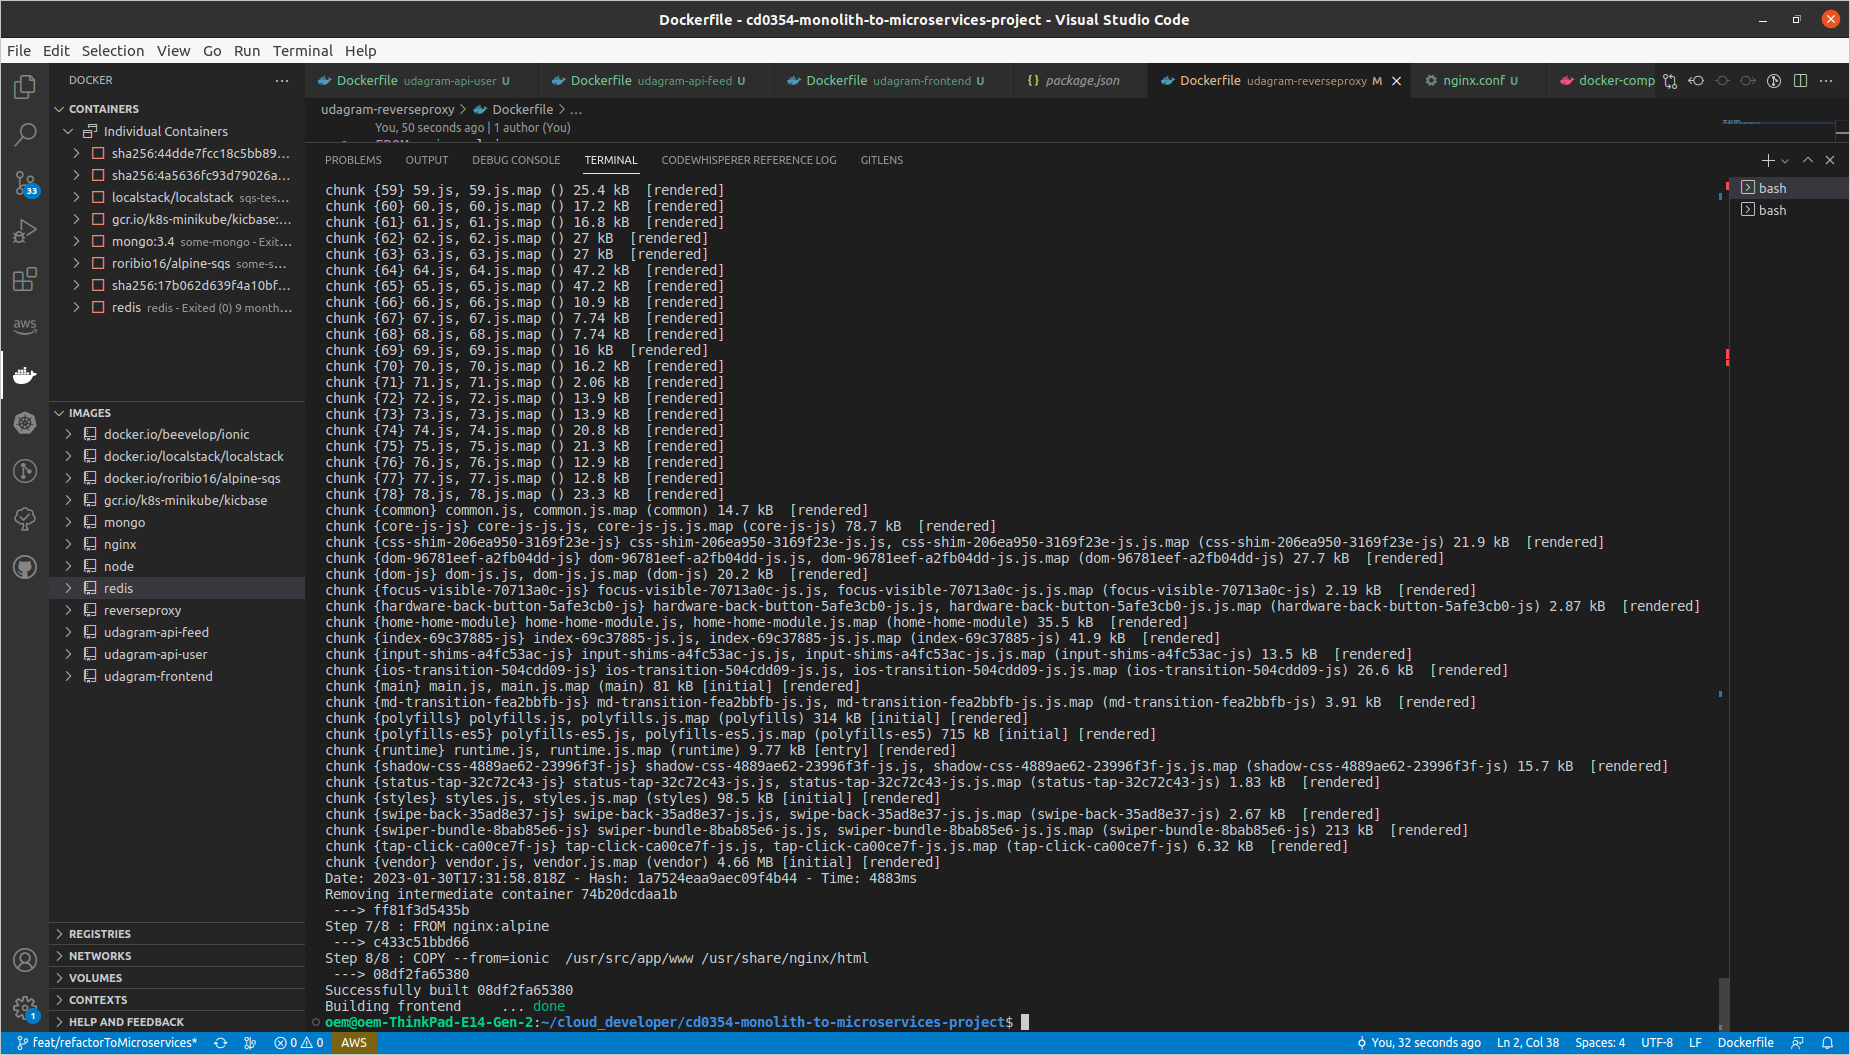 Dockerfile - cd0354-monolith-to-microservices-project - Visual Studio Code
File Edit Selection View Go Run Terminal Help
DOCKER
Dockerfile udagram-api-user U
Dockerfile udagram-api-feed U
Dockerfile udagram-frontend U
{} package.json
Dockerfile udagram-reverseproxy M
nginx.conf U
docker-comp
udagram-reverseproxy > Dockerfile > ...
You, 50 seconds ago | 1 author (You)
CONTAINERS
Individual Containers
sha256:44dde7fcc18c5bb89...
sha256:4a5636fc93d79026a...
localstack/localstack sqs-tes...
gcr.io/k8s-minikube/kicbase:...
mongo:3.4 some-mongo - Exit...
roribio16/alpine-sqs some-s...
sha256:17b062d639f4a10bf...
redis redis - Exited (0) 9 month...
IMAGES
docker.io/beevelop/ionic
docker.io/localstack/localstack
docker.io/roribio16/alpine-sqs
gcr.io/k8s-minikube/kicbase
mongo
nginx
node
redis
reverseproxy
udagram-api-feed
udagram-api-user
udagram-frontend
REGISTRIES
NETWORKS
VOLUMES
CONTEXTS
HELP AND FEEDBACK
33
aws
1
PROBLEMS OUTPUT DEBUG CONSOLE TERMINAL CODEWHISPERER REFERENCE LOG GITLENS
bash
bash
chunk {59} 59.js, 59.js.map () 25.4 kB  [rendered]
chunk {60} 60.js, 60.js.map () 17.2 kB  [rendered]
chunk {61} 61.js, 61.js.map () 16.8 kB  [rendered]
chunk {62} 62.js, 62.js.map () 27 kB  [rendered]
chunk {63} 63.js, 63.js.map () 27 kB  [rendered]
chunk {64} 64.js, 64.js.map () 47.2 kB  [rendered]
chunk {65} 65.js, 65.js.map () 47.2 kB  [rendered]
chunk {66} 66.js, 66.js.map () 10.9 kB  [rendered]
chunk {67} 67.js, 67.js.map () 7.74 kB  [rendered]
chunk {68} 68.js, 68.js.map () 7.74 kB  [rendered]
chunk {69} 69.js, 69.js.map () 16 kB  [rendered]
chunk {70} 70.js, 70.js.map () 16.2 kB  [rendered]
chunk {71} 71.js, 71.js.map () 2.06 kB  [rendered]
chunk {72} 72.js, 72.js.map () 13.9 kB  [rendered]
chunk {73} 73.js, 73.js.map () 13.9 kB  [rendered]
chunk {74} 74.js, 74.js.map () 20.8 kB  [rendered]
chunk {75} 75.js, 75.js.map () 21.3 kB  [rendered]
chunk {76} 76.js, 76.js.map () 12.9 kB  [rendered]
chunk {77} 77.js, 77.js.map () 12.8 kB  [rendered]
chunk {78} 78.js, 78.js.map () 23.3 kB  [rendered]
chunk {common} common.js, common.js.map (common) 14.7 kB  [rendered]
chunk {core-js-js} core-js-js.js, core-js-js.js.map (core-js-js) 78.7 kB  [rendered]
chunk {css-shim-206ea950-3169f23e-js} css-shim-206ea950-3169f23e-js.js, css-shim-206ea950-3169f23e-js.js.map (css-shim-206ea950-3169f23e-js) 21.9 kB  [rendered]
chunk {dom-96781eef-a2fb04dd-js} dom-96781eef-a2fb04dd-js.js, dom-96781eef-a2fb04dd-js.js.map (dom-96781eef-a2fb04dd-js) 27.7 kB  [rendered]
chunk {dom-js} dom-js.js, dom-js.js.map (dom-js) 20.2 kB  [rendered]
chunk {focus-visible-70713a0c-js} focus-visible-70713a0c-js.js, focus-visible-70713a0c-js.js.map (focus-visible-70713a0c-js) 2.19 kB  [rendered]
chunk {hardware-back-button-5afe3cb0-js} hardware-back-button-5afe3cb0-js.js, hardware-back-button-5afe3cb0-js.js.map (hardware-back-button-5afe3cb0-js) 2.87 kB  [rendered]
chunk {home-home-module} home-home-module.js, home-home-module.js.map (home-home-module) 35.5 kB  [rendered]
chunk {index-69c37885-js} index-69c37885-js.js, index-69c37885-js.js.map (index-69c37885-js) 41.9 kB  [rendered]
chunk {input-shims-a4fc53ac-js} input-shims-a4fc53ac-js.js, input-shims-a4fc53ac-js.js.map (input-shims-a4fc53ac-js) 13.5 kB  [rendered]
chunk {ios-transition-504cdd09-js} ios-transition-504cdd09-js.js, ios-transition-504cdd09-js.js.map (ios-transition-504cdd09-js) 26.6 kB  [rendered]
chunk {main} main.js, main.js.map (main) 81 kB [initial] [rendered]
chunk {md-transition-fea2bbfb-js} md-transition-fea2bbfb-js.js, md-transition-fea2bbfb-js.js.map (md-transition-fea2bbfb-js) 3.91 kB  [rendered]
chunk {polyfills} polyfills.js, polyfills.js.map (polyfills) 314 kB [initial] [rendered]
chunk {polyfills-es5} polyfills-es5.js, polyfills-es5.js.map (polyfills-es5) 715 kB [initial] [rendered]
chunk {runtime} runtime.js, runtime.js.map (runtime) 9.77 kB [entry] [rendered]
chunk {shadow-css-4889ae62-23996f3f-js} shadow-css-4889ae62-23996f3f-js.js, shadow-css-4889ae62-23996f3f-js.js.map (shadow-css-4889ae62-23996f3f-js) 15.7 kB  [rendered]
chunk {status-tap-32c72c43-js} status-tap-32c72c43-js.js, status-tap-32c72c43-js.js.map (status-tap-32c72c43-js) 1.83 kB  [rendered]
chunk {styles} styles.js, styles.js.map (styles) 98.5 kB [initial] [rendered]
chunk {swipe-back-35ad8e37-js} swipe-back-35ad8e37-js.js, swipe-back-35ad8e37-js.js.map (swipe-back-35ad8e37-js) 2.67 kB  [rendered]
chunk {swiper-bundle-8bab85e6-js} swiper-bundle-8bab85e6-js.js, swiper-bundle-8bab85e6-js.js.map (swiper-bundle-8bab85e6-js) 213 kB  [rendered]
chunk {tap-click-ca00ce7f-js} tap-click-ca00ce7f-js.js, tap-click-ca00ce7f-js.js.map (tap-click-ca00ce7f-js) 6.32 kB  [rendered]
chunk {vendor} vendor.js, vendor.js.map (vendor) 4.66 MB [initial] [rendered]
Date: 2023-01-30T17:31:58.818Z - Hash: 1a7524eaa9aec09f4b44 - Time: 4883ms
Removing intermediate container 74b20dcdaa1b
 ---> ff81f3d5435b
Step 7/8 : FROM nginx:alpine
 ---> c433c51bbd66
Step 8/8 : COPY --from=ionic  /usr/src/app/www /usr/share/nginx/html
 ---> 08df2fa65380
Successfully built 08df2fa65380
Building frontend     ... done
oem@oem-ThinkPad-E14-Gen-2:~/cloud_developer/cd0354-monolith-to-microservices-project$
feat/refactorToMicroservices* 0 0 AWS You, 32 seconds ago Ln 2, Col 38 Spaces: 4 UTF-8 LF Dockerfile